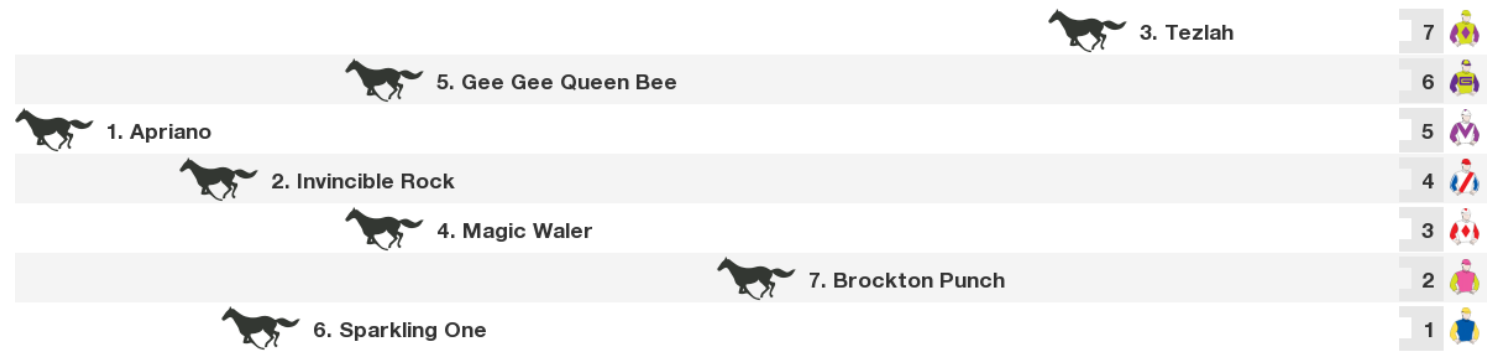 3. Tezlah 7
5. Gee Gee Queen Bee 6 G
1. Apriano 5
2. Invincible Rock 4
4. Magic Waler 3
7. Brockton Punch 2
6. Sparkling One 1